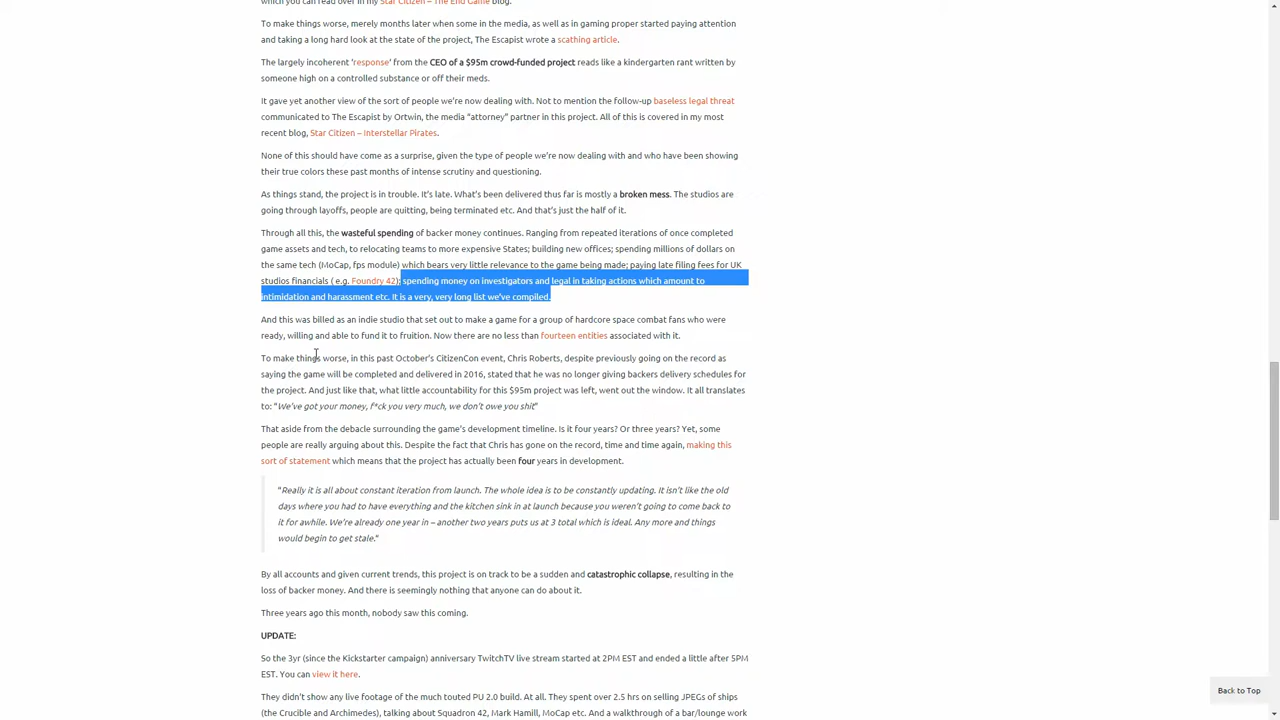 which you can read over in my Star Citizen – The End Game blog.
To make things worse, merely months later when some in the media, as well as in gaming proper started paying attention
and taking a long hard look at the state of the project, The Escapist wrote a scathing article.
The largely incoherent ‘response’ from the CEO of a $95m crowd-funded project reads like a kindergarten rant written by
someone high on a controlled substance or off their meds.
It gave yet another view of the sort of people we’re now dealing with. Not to mention the follow-up baseless legal threat
communicated to The Escapist by Ortwin, the media “attorney” partner in this project. All of this is covered in my most
recent blog, Star Citizen – Interstellar Pirates.
None of this should have come as a surprise, given the type of people we’re now dealing with and who have been showing
their true colors these past months of intense scrutiny and questioning.
As things stand, the project is in trouble. It’s late. What’s been delivered thus far is mostly a broken mess. The studios are
going through layoffs, people are quitting, being terminated etc. And that’s just the half of it.
Through all this, the wasteful spending of backer money continues. Ranging from repeated iterations of once completed
game assets and tech, to relocating teams to more expensive States; building new offices; spending millions of dollars on
the same tech (MoCap, fps module) which bears very little relevance to the game being made; paying late filing fees for UK
studios financials ( e.g. Foundry 42); spending money on investigators and legal in taking actions which amount to
intimidation and harassment etc. It is a very, very long list we’ve compiled.
And this was billed as an indie studio that set out to make a game for a group of hardcore space combat fans who were
ready, willing and able to fund it to fruition. Now there are no less than fourteen entities associated with it.
To make things worse, in this past October’s CitizenCon event, Chris Roberts, despite previously going on the record as
saying the game will be completed and delivered in 2016, stated that he was no longer giving backers delivery schedules for
the project. And just like that, what little accountability for this $95m project was left, went out the window. It all translates
to: “We’ve got your money, f*ck you very much, we don’t owe you shit”
That aside from the debacle surrounding the game’s development timeline. Is it four years? Or three years? Yet, some
people are really arguing about this. Despite the fact that Chris has gone on the record, time and time again, making this
sort of statement which means that the project has actually been four years in development.
“Really it is all about constant iteration from launch. The whole idea is to be constantly updating. It isn’t like the old
days where you had to have everything and the kitchen sink in at launch because you weren’t going to come back to
it for awhile. We’re already one year in – another two years puts us at 3 total which is ideal. Any more and things
would begin to get stale.”
By all accounts and given current trends, this project is on track to be a sudden and catastrophic collapse, resulting in the
loss of backer money. And there is seemingly nothing that anyone can do about it.
Three years ago this month, nobody saw this coming.
UPDATE:
So the 3yr (since the Kickstarter campaign) anniversary TwitchTV live stream started at 2PM EST and ended a little after 5PM
EST. You can view it here.
They didn’t show any live footage of the much touted PU 2.0 build. At all. They spent over 2.5 hrs on selling JPEGs of ships
(the Crucible and Archimedes), talking about Squadron 42, Mark Hamill, MoCap etc. And a walkthrough of a bar/lounge work
Back to Top